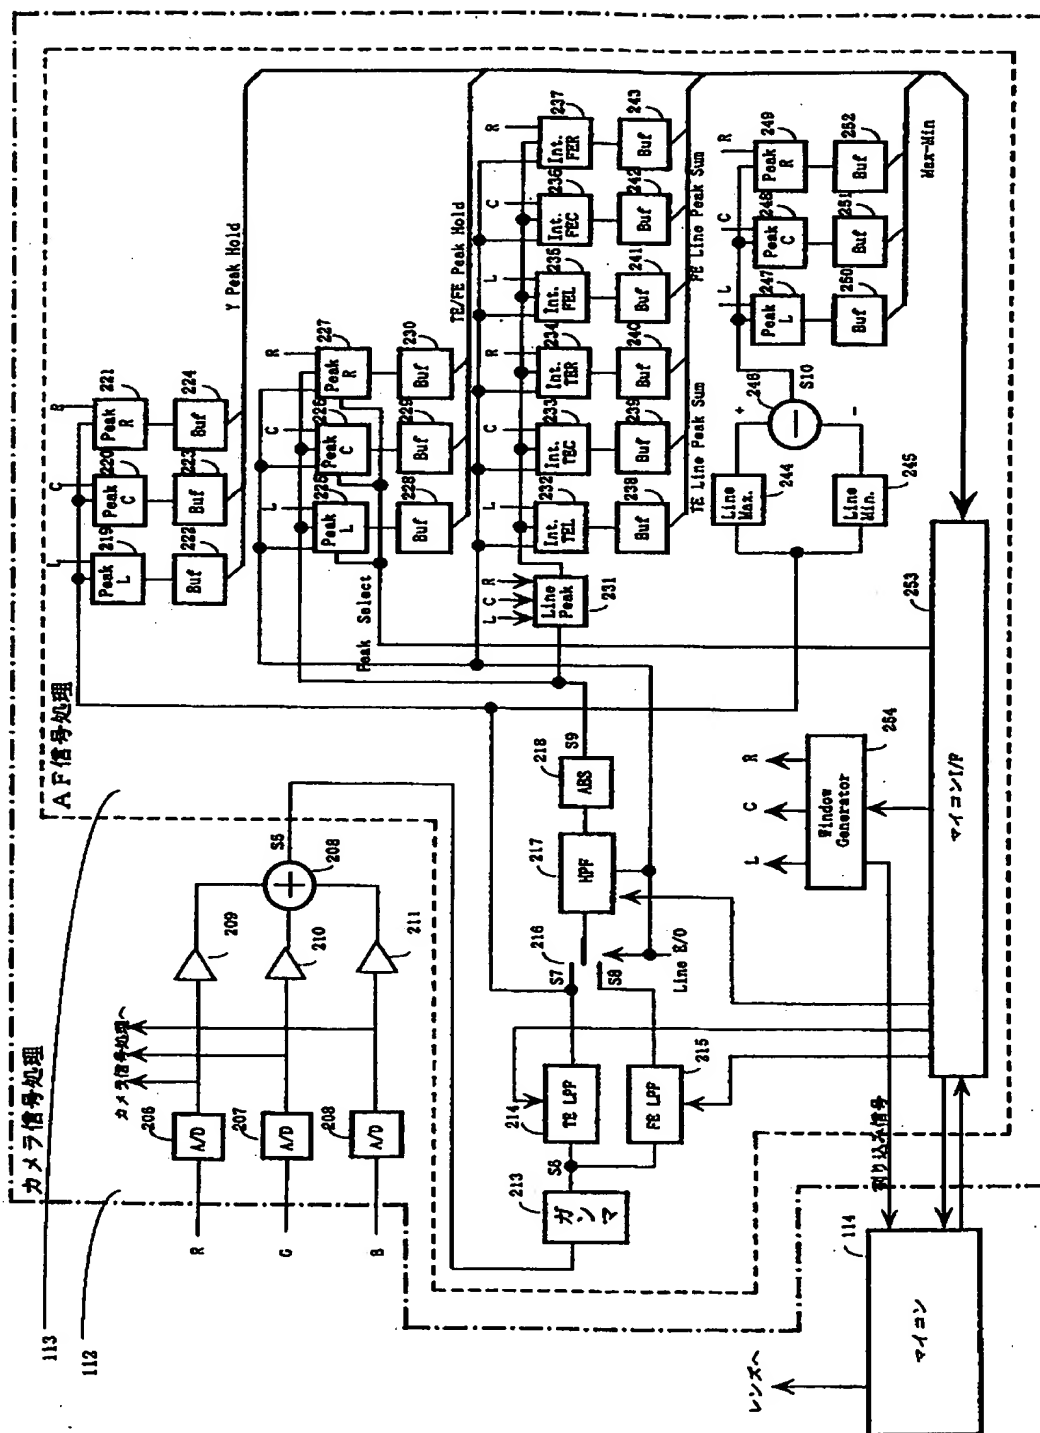 113
112
カメラ信号処理
AF信号処理
カメラ信号処理へ
R
G
B
206
A/D
207
A/D
208
A/D
209
210
211
208
S5
213
ガンマ
S6
214
TE LPF
215
FE LPF
S7
216
S8
Line E/O
217
HPF
218
ABS
S9
L
C
R
219
Peak L
220
Peak C
221
Peak R
222
Buf
223
Buf
224
Buf
Y Peak Hold
Peak Select
L
C
R
225
Peak L
226
Peak C
227
Peak R
228
Buf
229
Buf
230
Buf
TE/FE Peak Hold
L
C
R
Line Peak
231
L
C
R
L
C
R
232
Int. TEL
233
Int. TEC
234
Int. TER
235
Int. FEL
236
Int. FEC
237
Int. FER
238
Buf
239
Buf
240
Buf
241
Buf
242
Buf
243
Buf
TE Line Peak Sum
FE Line Peak Sum
Line Max.
244
Line Min.
245
+
-
246
S10
L
C
R
247
Peak L
248
Peak C
249
Peak R
250
Buf
251
Buf
252
Buf
Max-Min
L
C
R
Window Generator
254
253
マイコンI/F
割り込み信号
レンズへ
114
マイコン